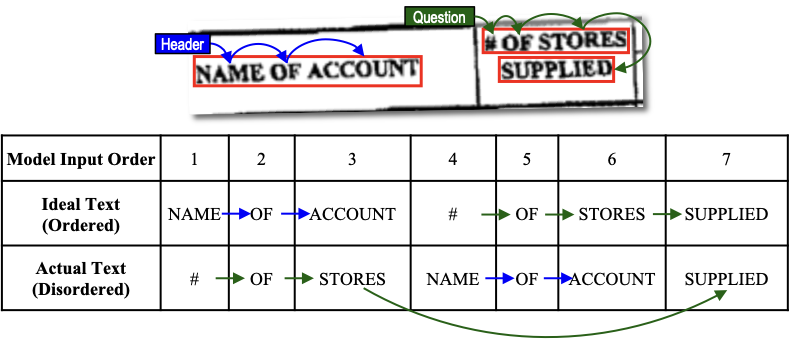 Question
Header
# OF STORES
NAME OF ACCOUNT
SUPPLIED
Model Input Order 1 2 3 4 5 6 7
Ideal Text
(Ordered)
NAME OF ACCOUNT # OF STORES SUPPLIED
Actual Text
(Disordered)
# OF STORES NAME OF ACCOUNT SUPPLIED